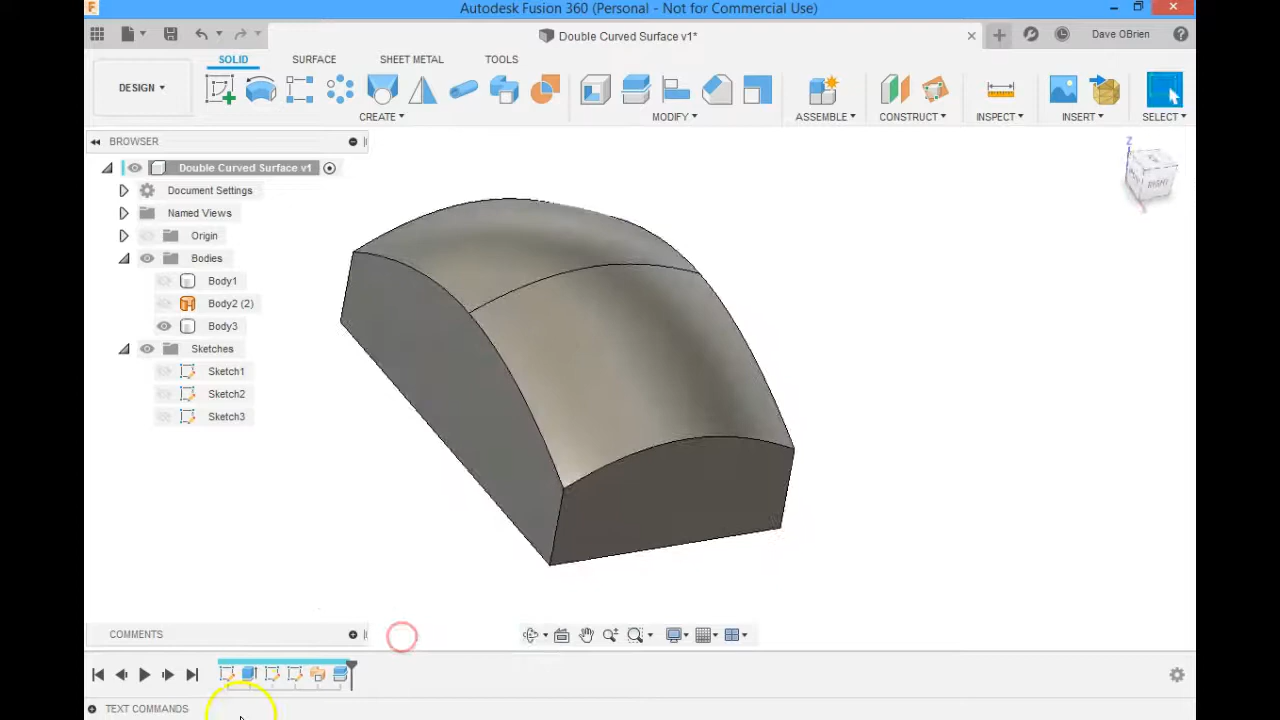 Autodesk Fusion 360 (Personal - Not for Commercial Use)
Double Curved Surface v1*
Dave OBrien
DESIGN
SOLID
SURFACE
SHEET METAL
TOOLS
CREATE
MODIFY
ASSEMBLE
CONSTRUCT
INSPECT
INSERT
SELECT
BROWSER
Double Curved Surface v1
Document Settings
Named Views
Origin
Bodies
Body1
Body2 (2)
Body3
Sketches
Sketch1
Sketch2
Sketch3
Z
RIGHT
COMMENTS
TEXT COMMANDS